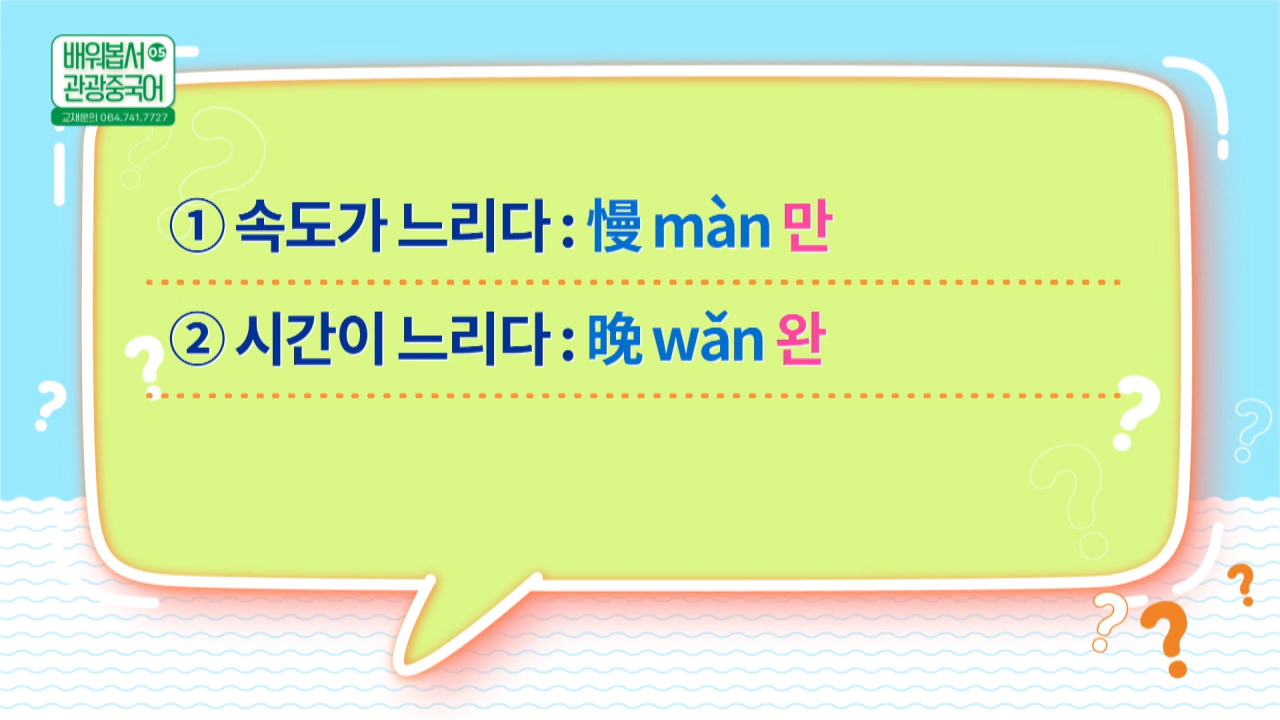 배워봅서 05
관광중국어
교재문의 064.741.7727
① 속도가 느리다 : 慢 màn 만
② 시간이 느리다 : 晩 wǎn 완